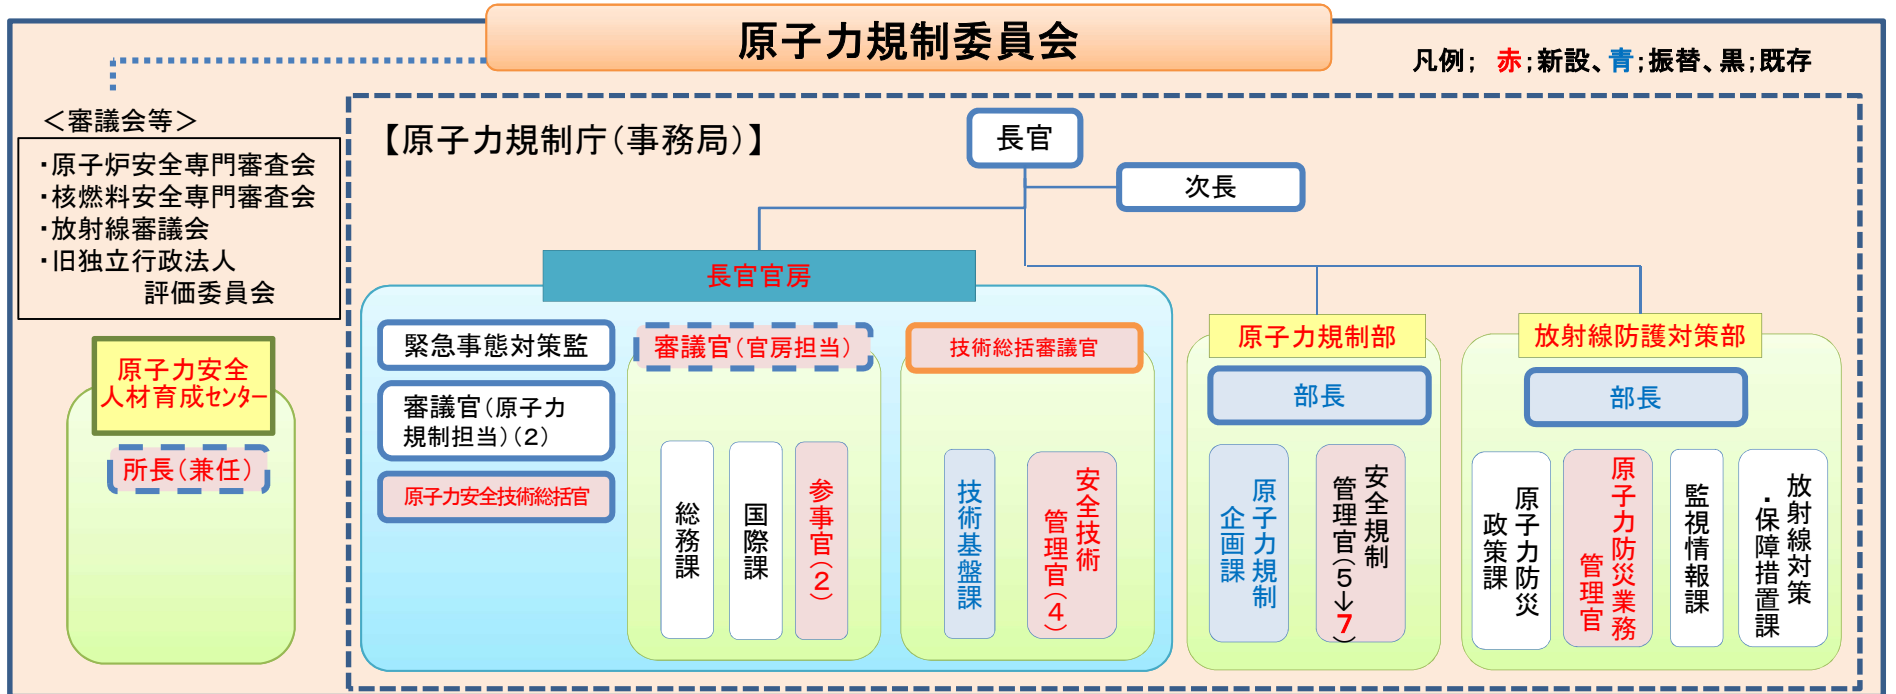 原子力規制委員会
凡例; 赤;新設、青;振替、黒;既存
<審議会等>
・原子炉安全専門審査会
・核燃料安全専門審査会
・放射線審議会
・旧独立行政法人
評価委員会
【原子力規制庁(事務局)】
長官
次長
長官官房
緊急事態対策監
審議官(原子力
規制担当)(2)
原子力安全技術総括官
審議官(官房担当)
総務課
国際課
参事官(2)
技術総括審議官
技術基盤課
安全技術
管理官(4)
原子力規制部
部長
原子力規制
企画課
安全規制
管理官(5→7)
放射線防護対策部
部長
原子力防災
政策課
原子力防災業務
管理官
監視情報課
放射線対策
・保障措置課
原子力安全
人材育成センター
所長(兼任)